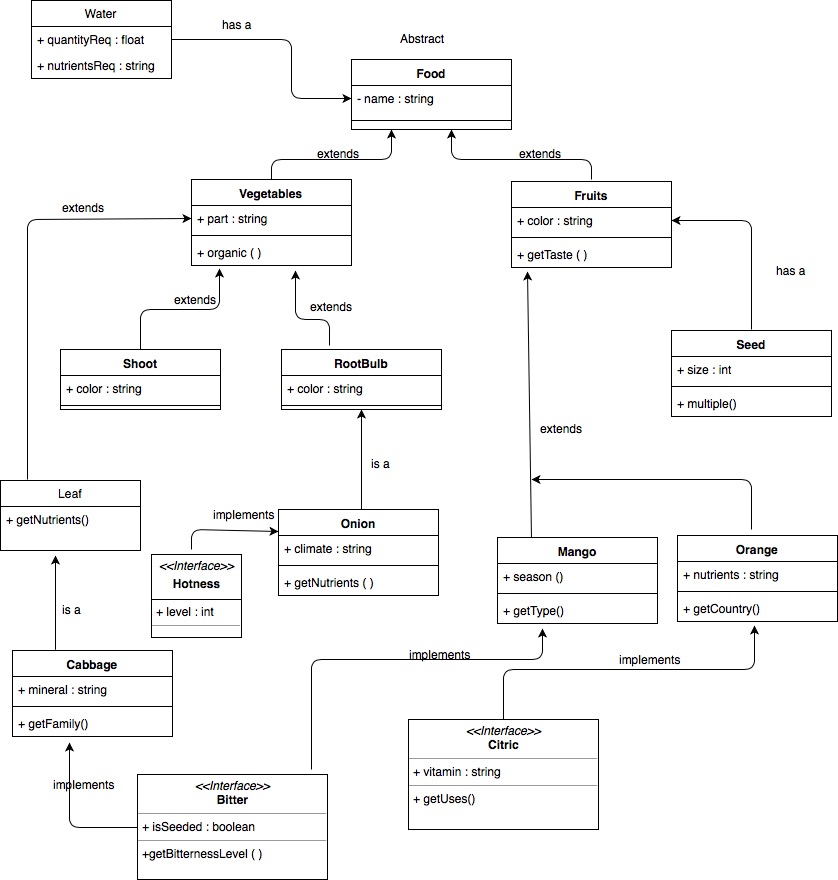 Water
+ quantityReq : float
+ nutrientsReq : string
has a
Abstract
Food
- name : string
extends
extends
Vegetables
+ part : string
+ organic ( )
Fruits
+ color : string
+ getTaste ( )
extends
has a
extends
extends
Shoot
+ color : string
RootBulb
+ color : string
Seed
+ size : int
+ multiple()
extends
is a
Leaf
+ getNutrients()
implements
Onion
+ climate : string
+ getNutrients ( )
<<Interface>>
Hotness
+ level : int
Mango
+ season ()
+ getType()
Orange
+ nutrients : string
+ getCountry()
is a
Cabbage
+ mineral : string
+ getFamily()
implements
implements
<<Interface>>
Citric
+ vitamin : string
+ getUses()
implements
<<Interface>>
Bitter
+ isSeeded : boolean
+getBitternessLevel ( )